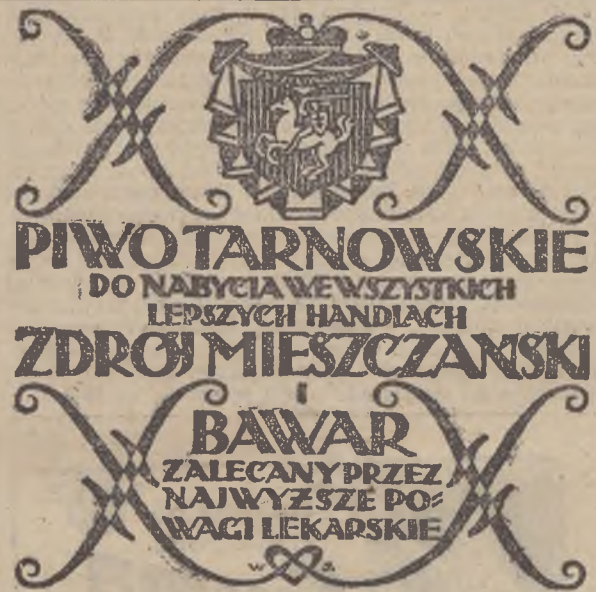 PIWO TARNOWSKIE
DO NABYCIA WE WSZYSTKICH
LEPSZYCH HANDLACH
ZDRÓJ MIESZCZAŃSKI
I
BAWAR
ZALECANY PRZEZ
NAJWYŻSZE PO=
WAGI LEKARSKIE